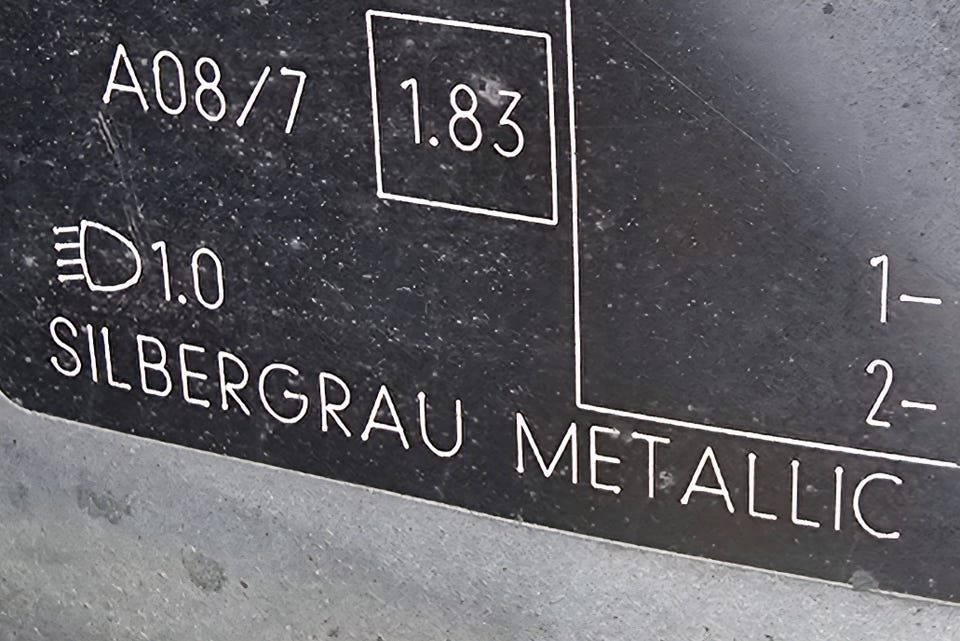 A08/7
1.83
1.0
SILBERGRAU METALLIC
1-
2-